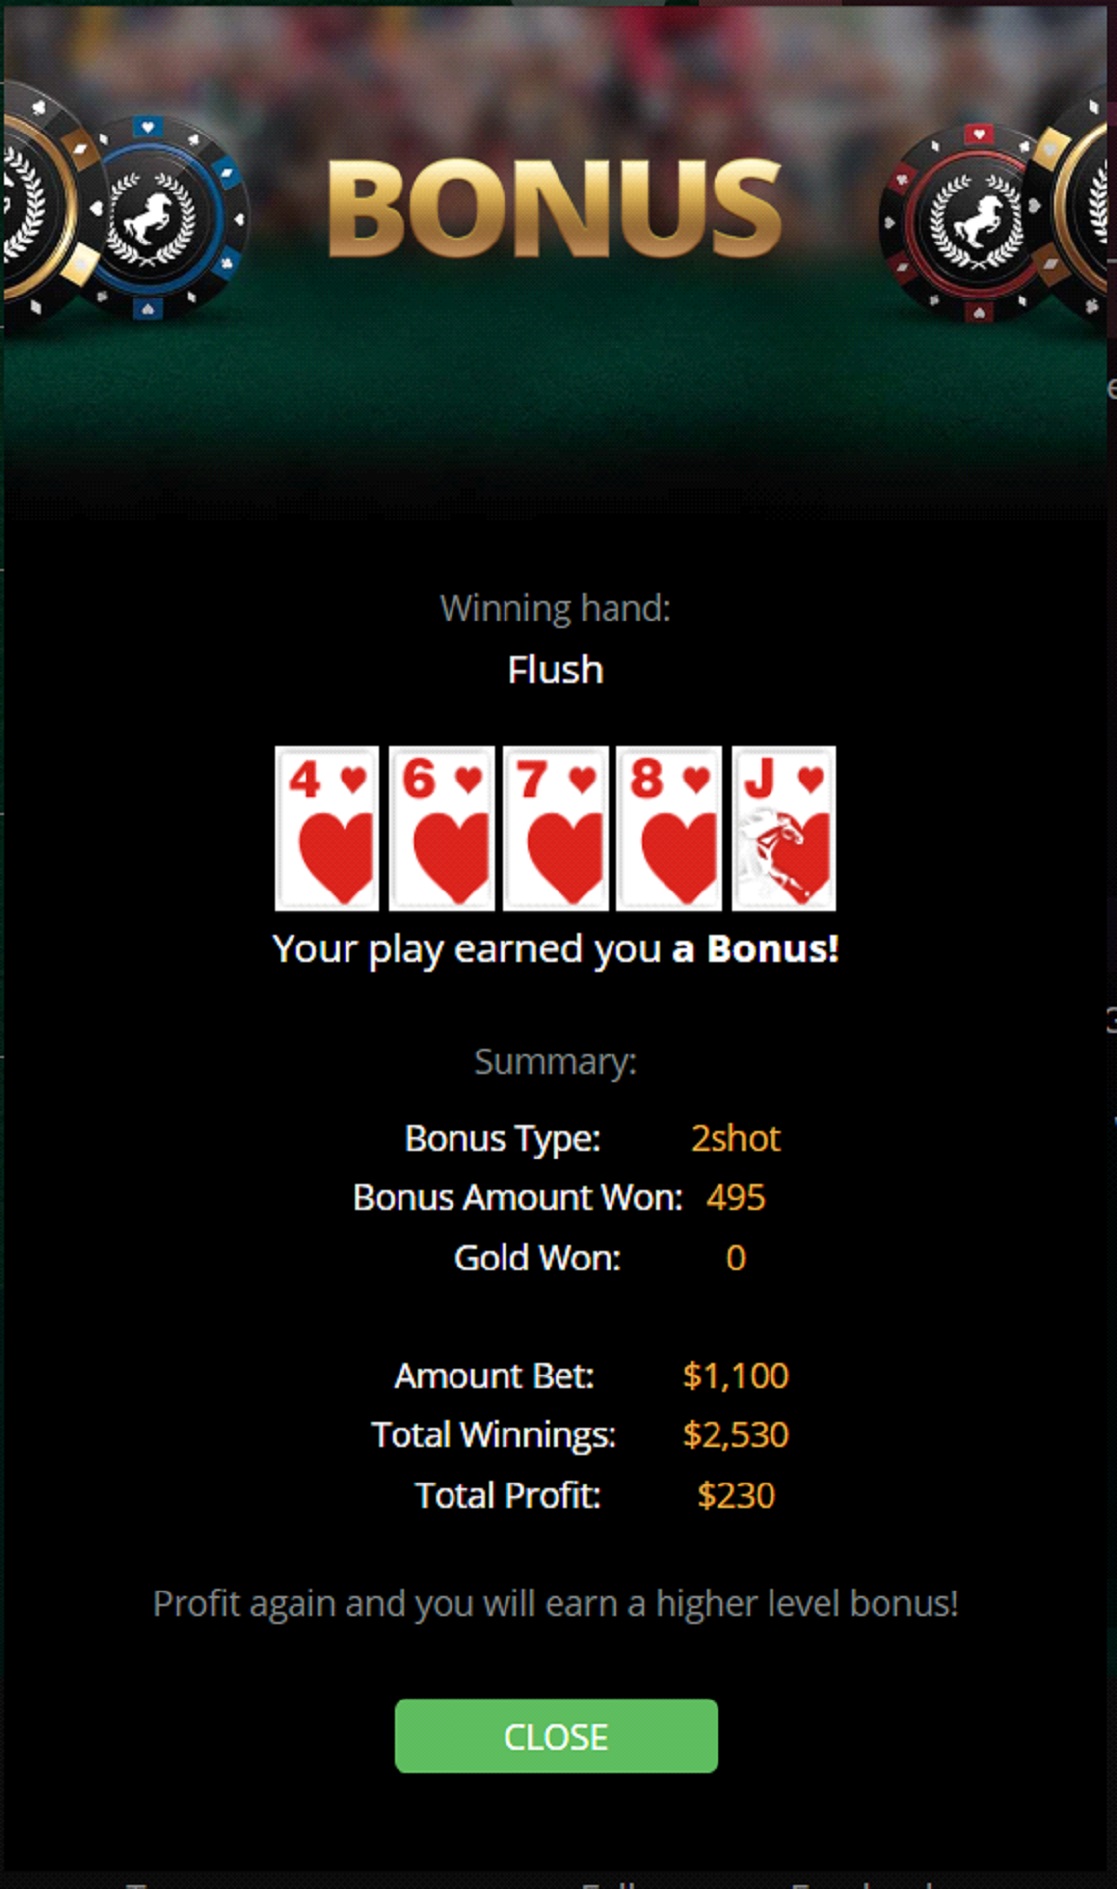 BONUS
Winning hand:
Flush
4 6 7 8 J
Your play earned you a Bonus!
Summary:
Bonus Type: 2shot
Bonus Amount Won: 495
Gold Won: 0
Amount Bet: $1,100
Total Winnings: $2,530
Total Profit: $230
Profit again and you will earn a higher level bonus!
CLOSE